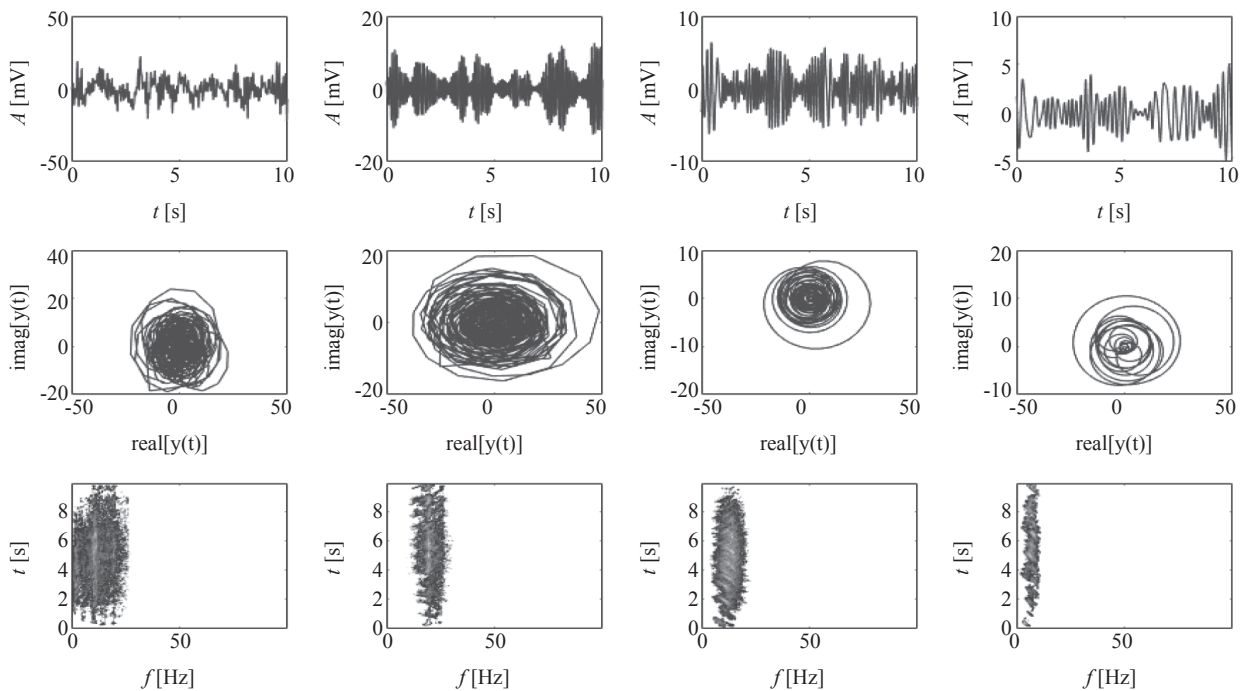 50 20 10 10
A [mV] 0 A [mV] 0 A [mV] 0 A [mV] 5
0
-50 -20 -10 -5
0 5 10 0 5 10 0 5 10 0 5 10
t [s] t [s] t [s] t [s]
40 20 10 20
imag[y(t)] 20 imag[y(t)] 0 imag[y(t)] 0 imag[y(t)] 10
0 -10 0
-20 -20 -20 -10
-50 0 50 -50 0 50 -50 0 50 -50 0 50
real[y(t)] real[y(t)] real[y(t)] real[y(t)]
8 8 8 8
6 6 6 6
t [s] t [s] t [s] t [s]
4 4 4 4
2 2 2 2
0 0 0 0
0 50 0 50 0 50 0 50
f [Hz] f [Hz] f [Hz] f [Hz]